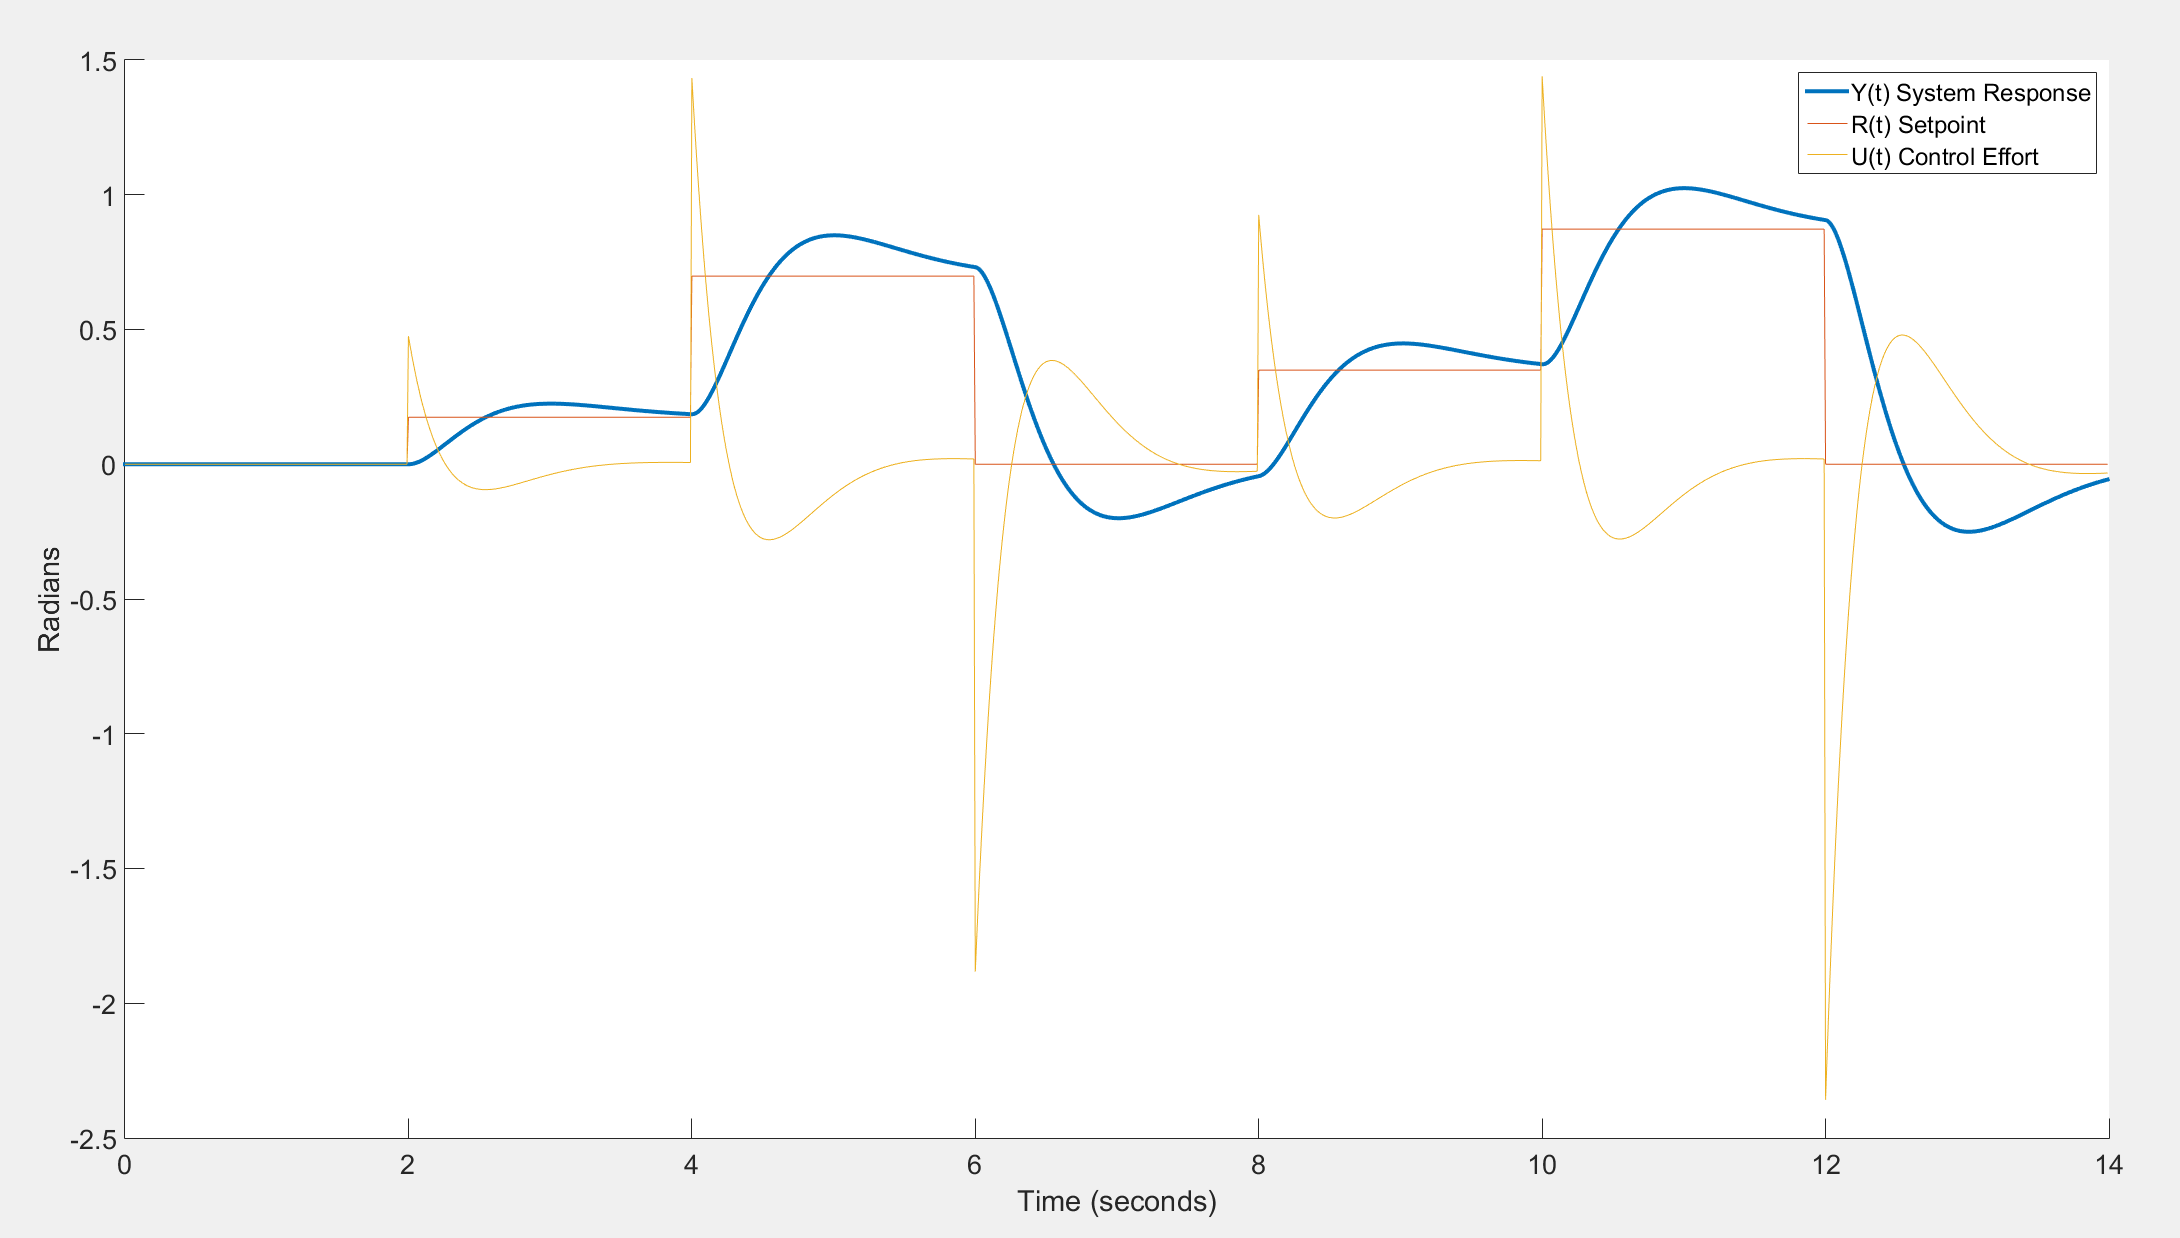 1.5
1
0.5
0
-0.5
-1
-1.5
-2
-2.5
Radians
Y(t) System Response
R(t) Setpoint
U(t) Control Effort
0 2 4 6 8 10 12 14
Time (seconds)